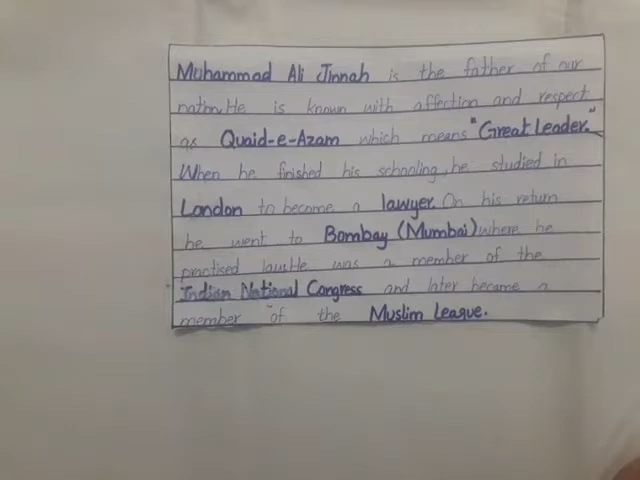 Muhammad Ali Jinnah is the father of our
nation. He is known with affection and respect
as Quaid-e-Azam which means "Great Leader."
When he finished his schooling, he studied in
London to become a lawyer. On his return
he went to Bombay (Mumbai) where he
practised law. He was a member of the
Indian National Congress and later became a
member of the Muslim League.